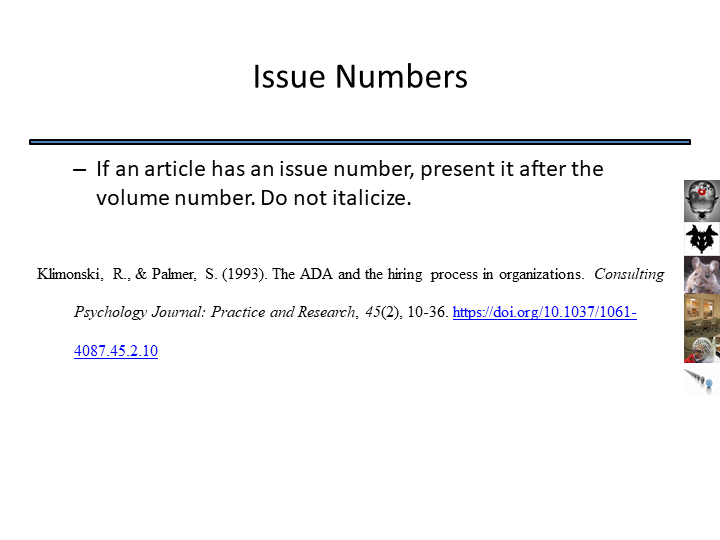 Issue Numbers
– If an article has an issue number, present it after the
volume number. Do not italicize.
Klimonski, R., & Palmer, S. (1993). The ADA and the hiring process in organizations. Consulting
Psychology Journal: Practice and Research, 45(2), 10-36. https://doi.org/10.1037/1061-
4087.45.2.10